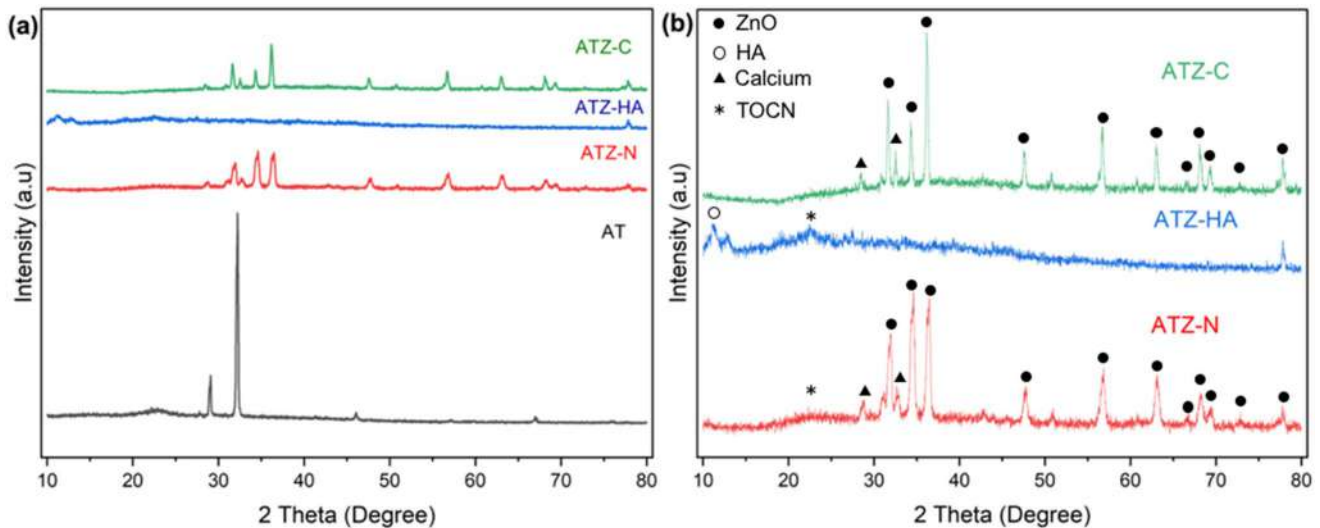 (a)
ATZ-C
ATZ-HA
ATZ-N
AT
Intensity (a.u)
10 20 30 40 50 60 70 80
2 Theta (Degree)
(b)
● ZnO
○ HA
▲ Calcium
* TOCN
ATZ-C
ATZ-HA
ATZ-N
Intensity (a.u)
10 20 30 40 50 60 70 80
2 Theta (Degree)